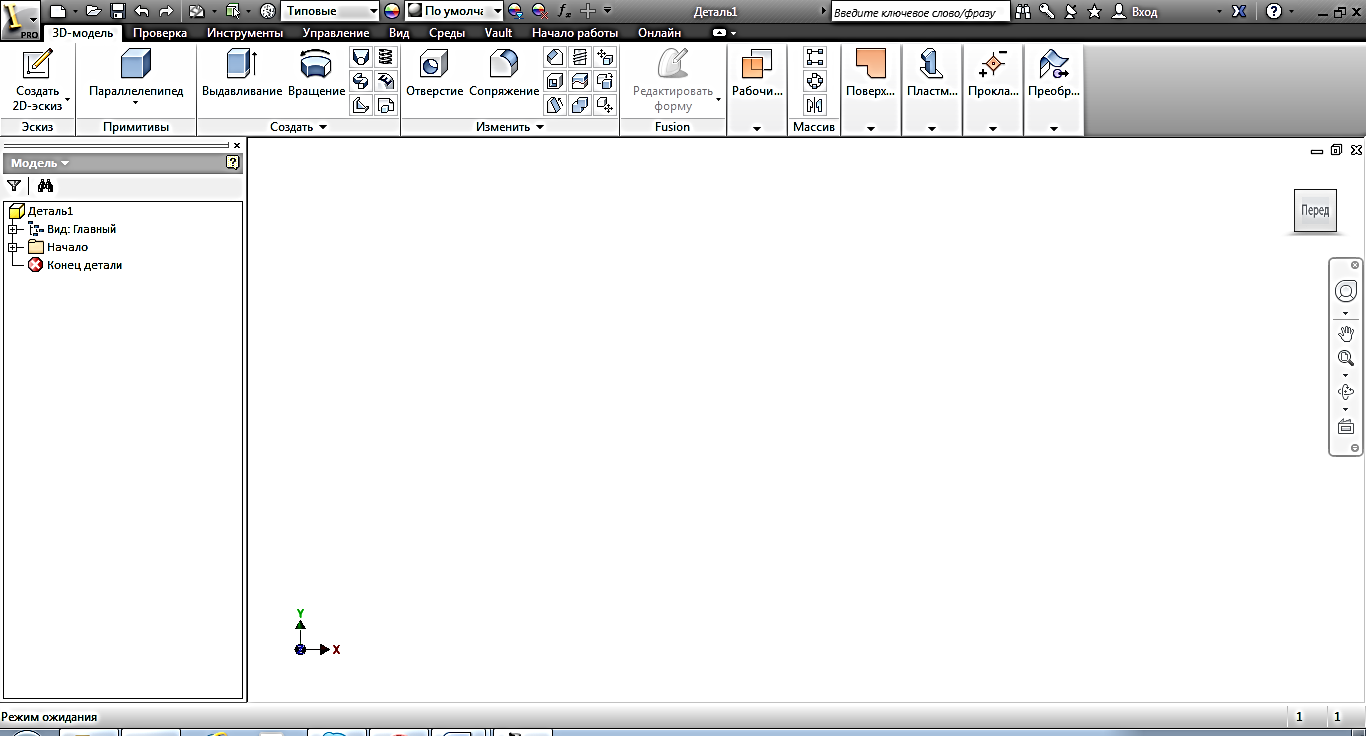 Типовые По умолча Деталь1 Введите ключевое слово/фразу Вход
PRO 3D-модель Проверка Инструменты Управление Вид Среды Vault Начало работы Онлайн
Создать 2D-эскиз
Параллелепипед
Выдавливание Вращение
Отверстие Сопряжение
Редактировать форму
Рабочи...
Поверх...
Пластм...
Прокла...
Преобр...
Эскиз Примитивы Создать Изменить Fusion Массив
Модель
Деталь1
Вид: Главный
Начало
Конец детали
Перед
Y
Z X
Режим ожидания 1 1